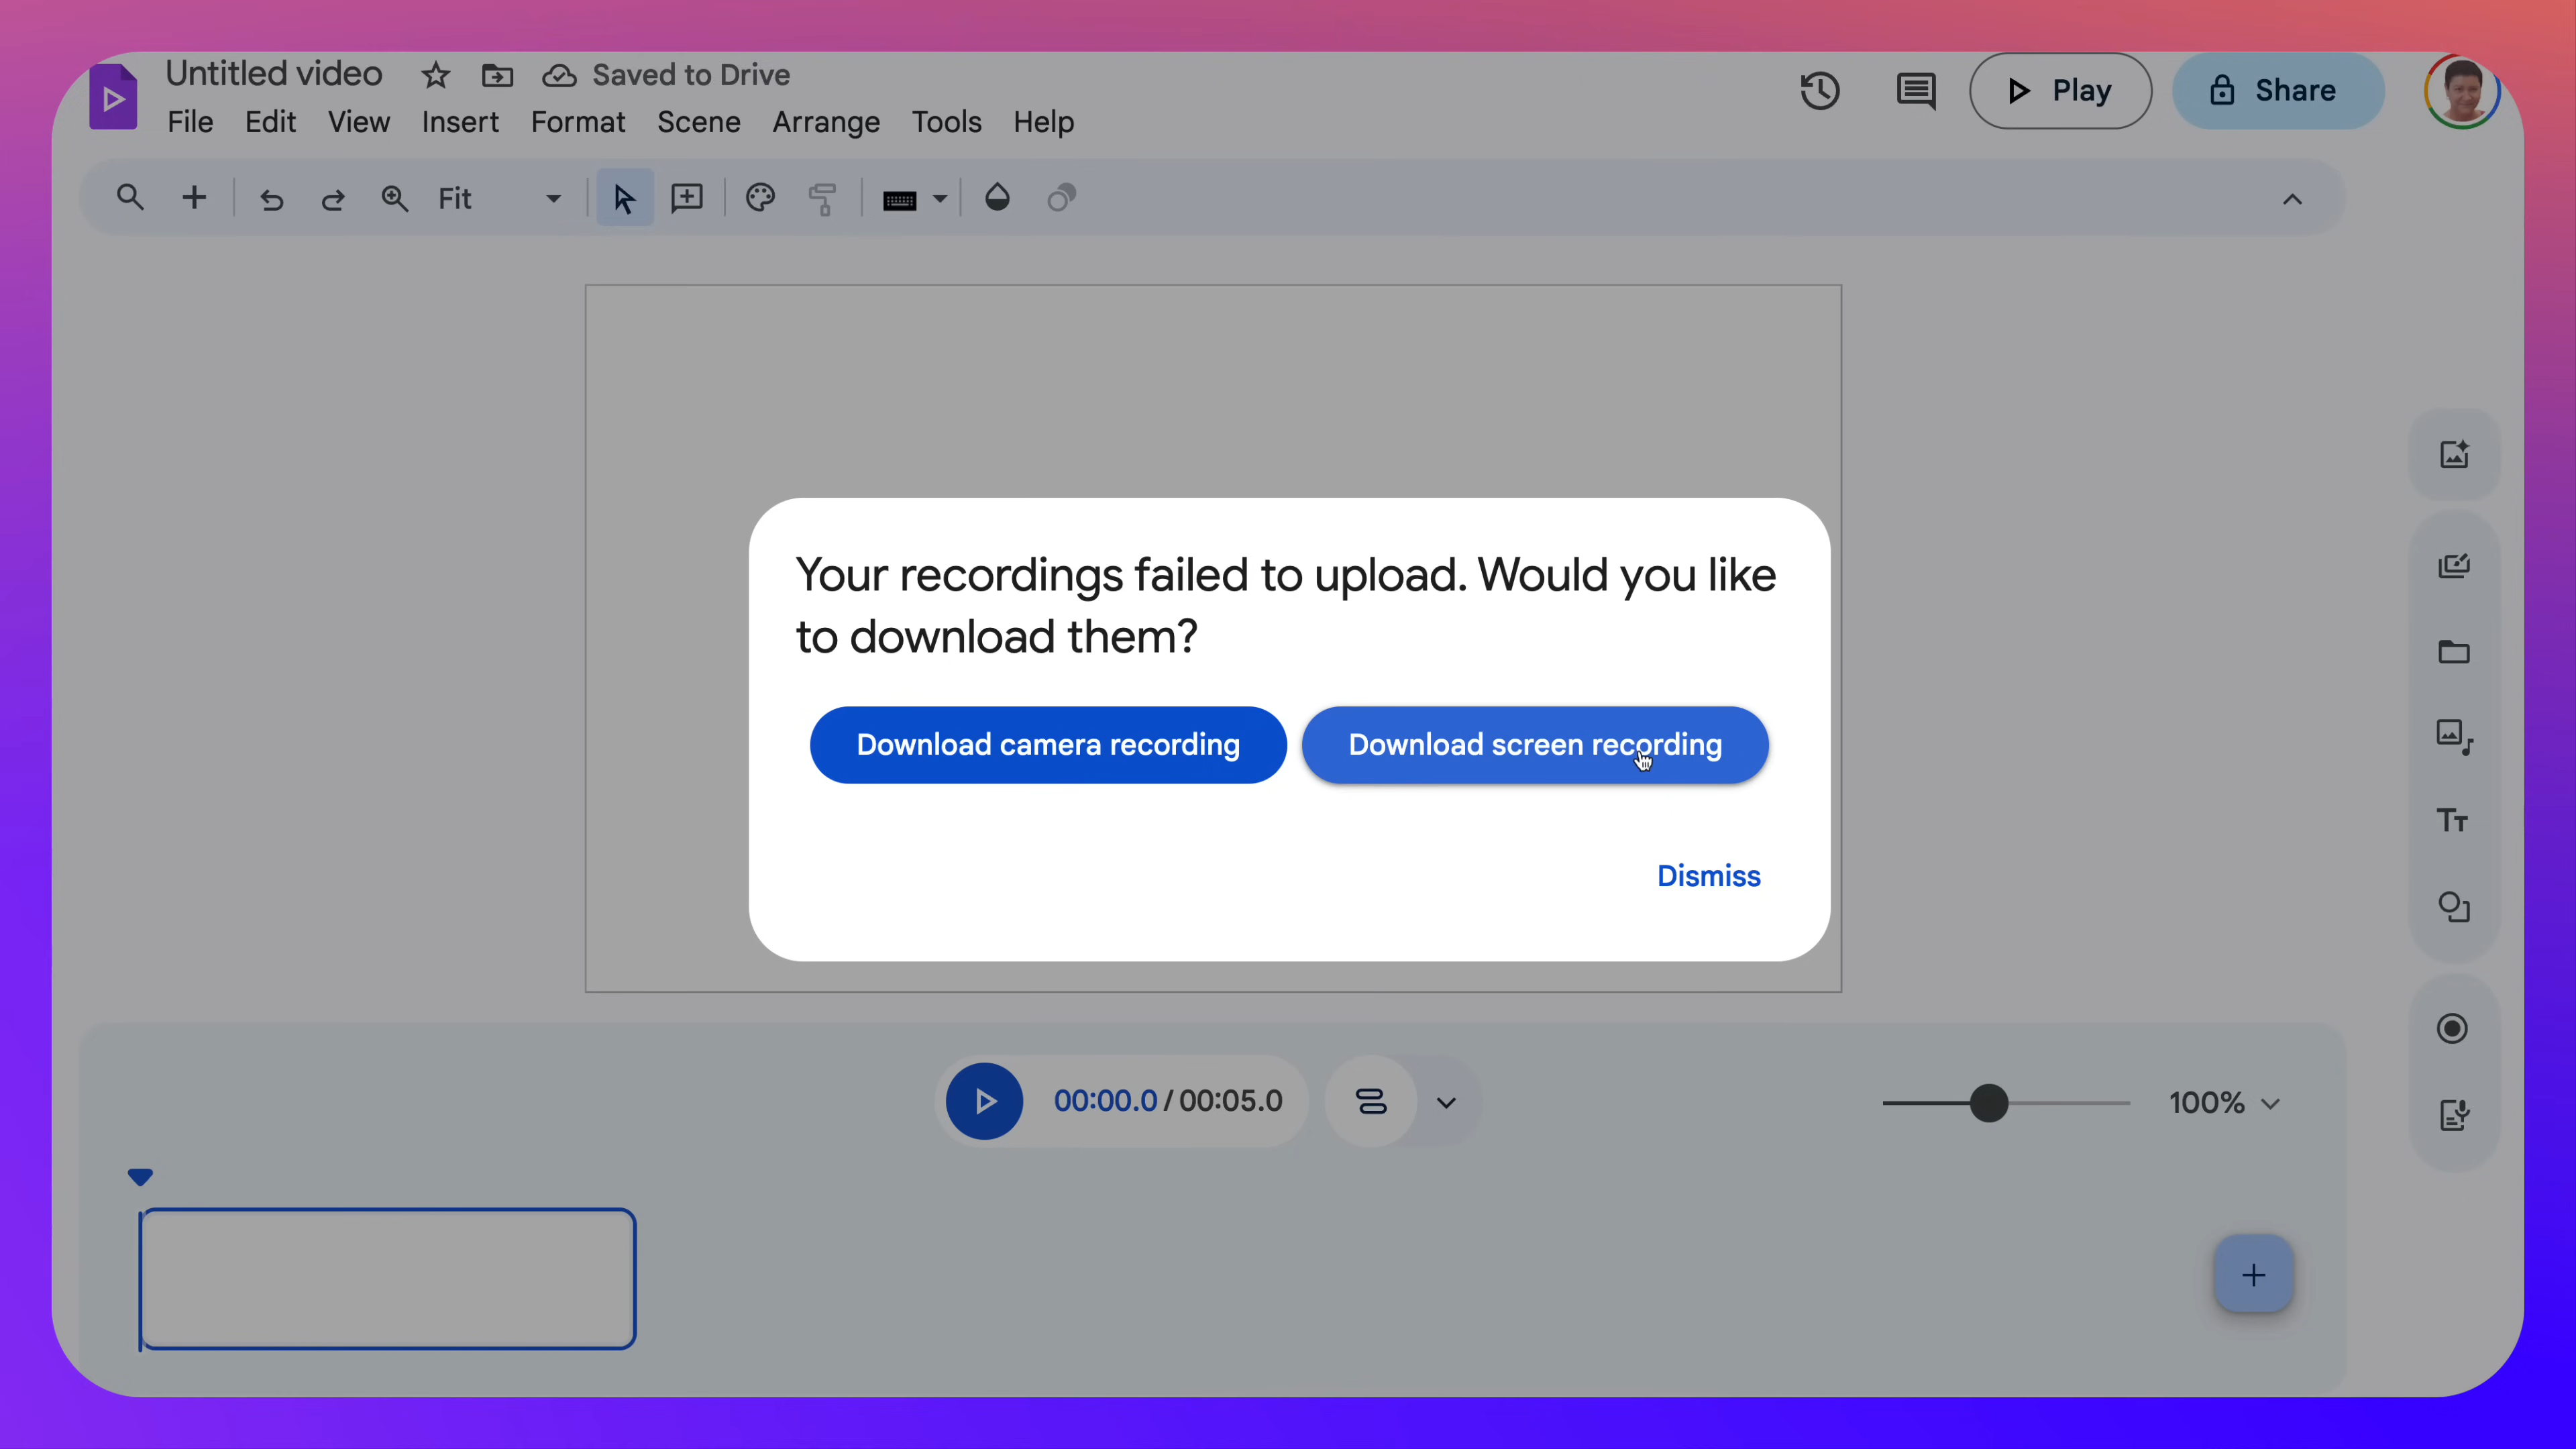 Untitled video
Saved to Drive
File Edit View Insert Format Scene Arrange Tools Help
Play
Share
Fit
Your recordings failed to upload. Would you like
to download them?
Download camera recording
Download screen recording
Dismiss
00:00.0 / 00:05.0
100%